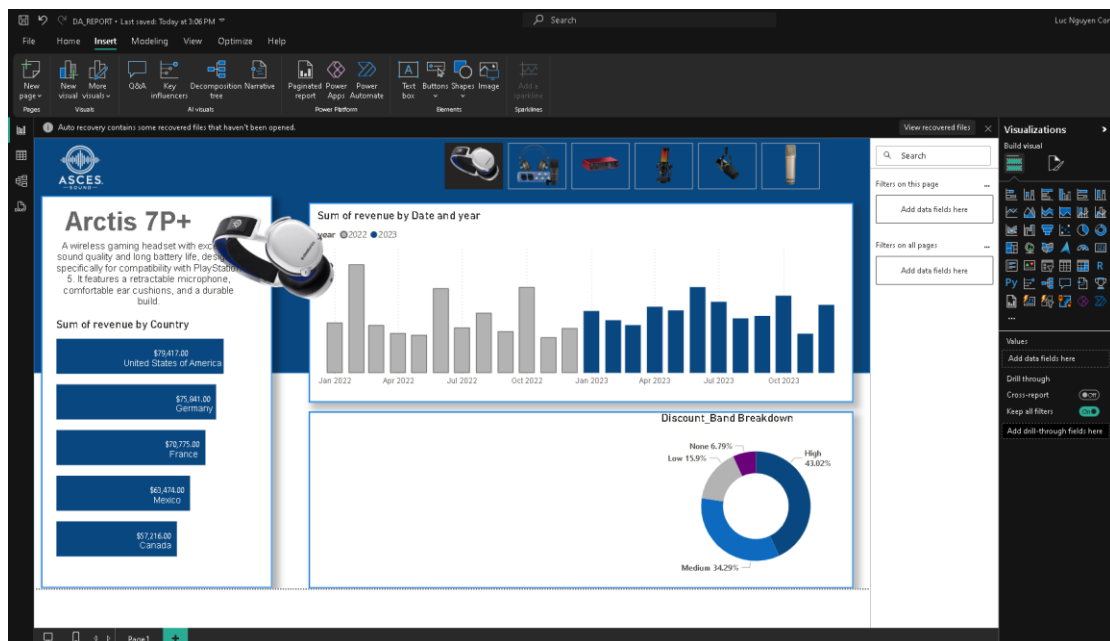 DA_REPORT • Last saved: Today at 3:06 PM
Search
Luc Nguyen Con
File Home Insert Modeling View Optimize Help
New page
New visual
More visuals
Q&A
Key influencers
Decomposition tree
Narrative
Paginated report
Power Apps
Power Automate
Text box
Buttons
Shapes
Image
Add a sparkline
Pages
Visuals
AI visuals
Power Platform
Elements
Sparklines
Auto recovery contains some recovered files that haven't been opened.
View recovered files
ASCES
SOUND
Arctis 7P+
A wireless gaming headset with
sound quality and long battery life,
specifically for compatibility with PlayStation
5. It features a retractable microphone,
comfortable ear cushions, and a durable
build.
Sum of revenue by Country
$79,417.00
United States of America
$75,841.00
Germany
$70,775.00
France
$63,474.00
Mexico
$57,216.00
Canada
Sum of revenue by Date and year
year 2022 2023
Jan 2022 Apr 2022 Jul 2022 Oct 2022 Jan 2023 Apr 2023 Jul 2023 Oct 2023
Discount_Band Breakdown
None 6.79%
Low 15.9%
High
43.02%
Medium 34.29%
Search
Filters on this page
...
Add data fields here
Filters on all pages
...
Add data fields here
Visualizations
Build visual
R
Py
...
Values
Add data fields here
Drill through
Cross-report
Off
Keep all filters
On
Add drill-through fields here
Page 1
+